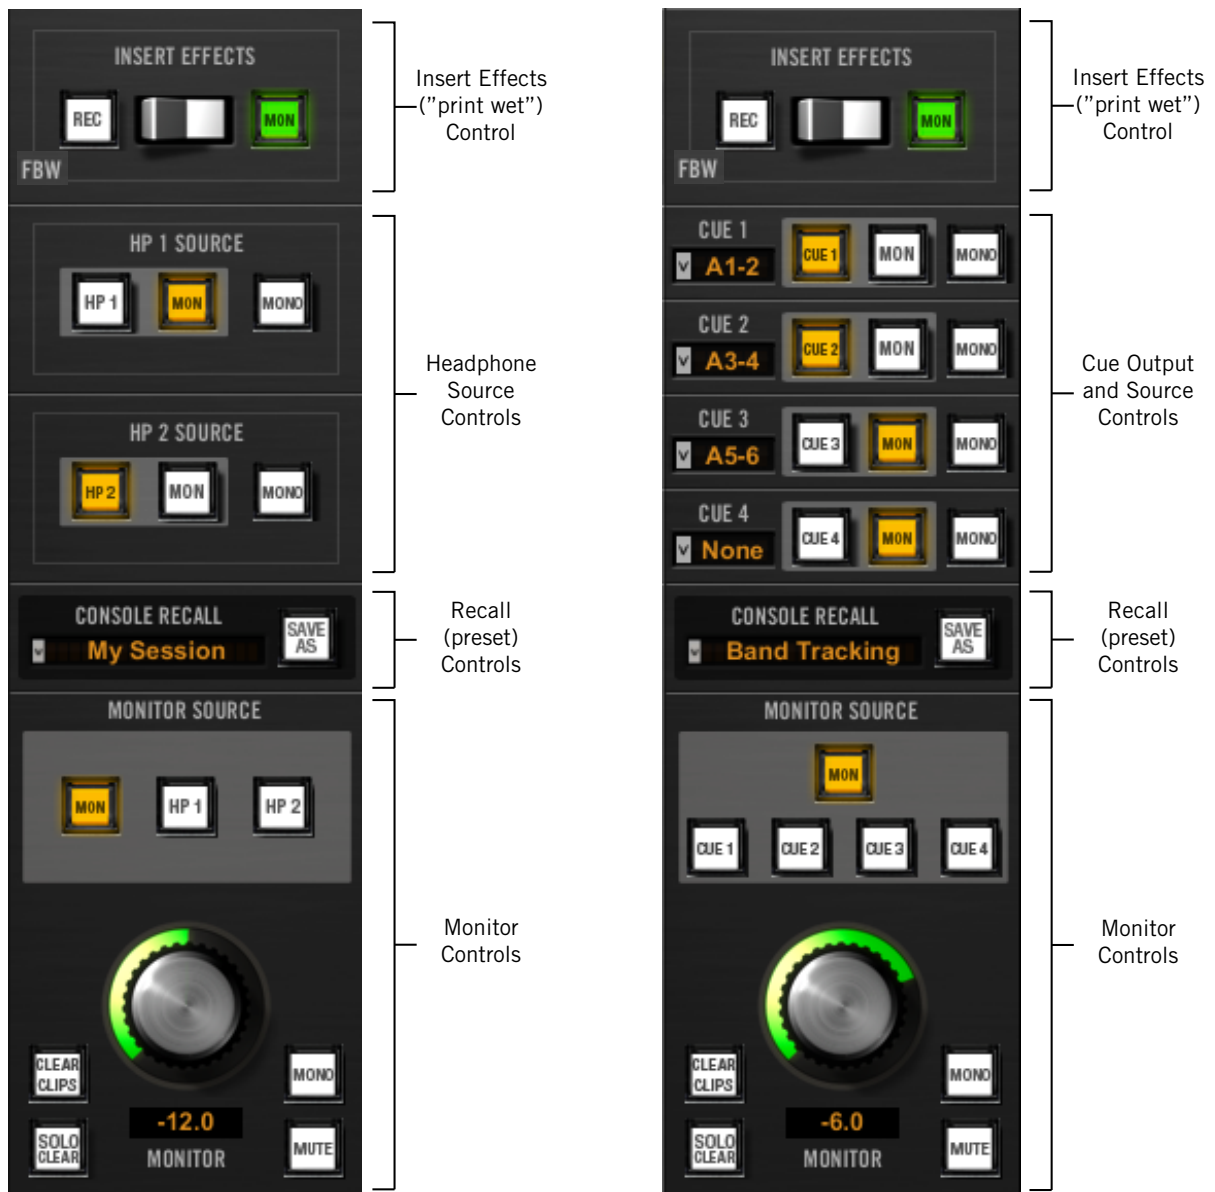 INSERT EFFECTS
REC
MON
FBW
Insert Effects
("print wet")
Control
HP 1 SOURCE
HP 1
MON
MONO
HP 2 SOURCE
HP 2
MON
MONO
Headphone
Source
Controls
CONSOLE RECALL
My Session
SAVE
AS
Recall
(preset)
Controls
MONITOR SOURCE
MON
HP 1
HP 2
CLEAR
CLIPS
MONO
-12.0
SOLO
CLEAR
MONITOR
MUTE
Monitor
Controls
INSERT EFFECTS
REC
MON
FBW
Insert Effects
("print wet")
Control
CUE 1
A1-2
CUE 1
MON
MONO
CUE 2
A3-4
CUE 2
MON
MONO
CUE 3
A5-6
CUE 3
MON
MONO
CUE 4
None
CUE 4
MON
MONO
Cue Output
and Source
Controls
CONSOLE RECALL
Band Tracking
SAVE
AS
Recall
(preset)
Controls
MONITOR SOURCE
MON
CUE 1
CUE 2
CUE 3
CUE 4
CLEAR
CLIPS
MONO
-6.0
SOLO
CLEAR
MONITOR
MUTE
Monitor
Controls